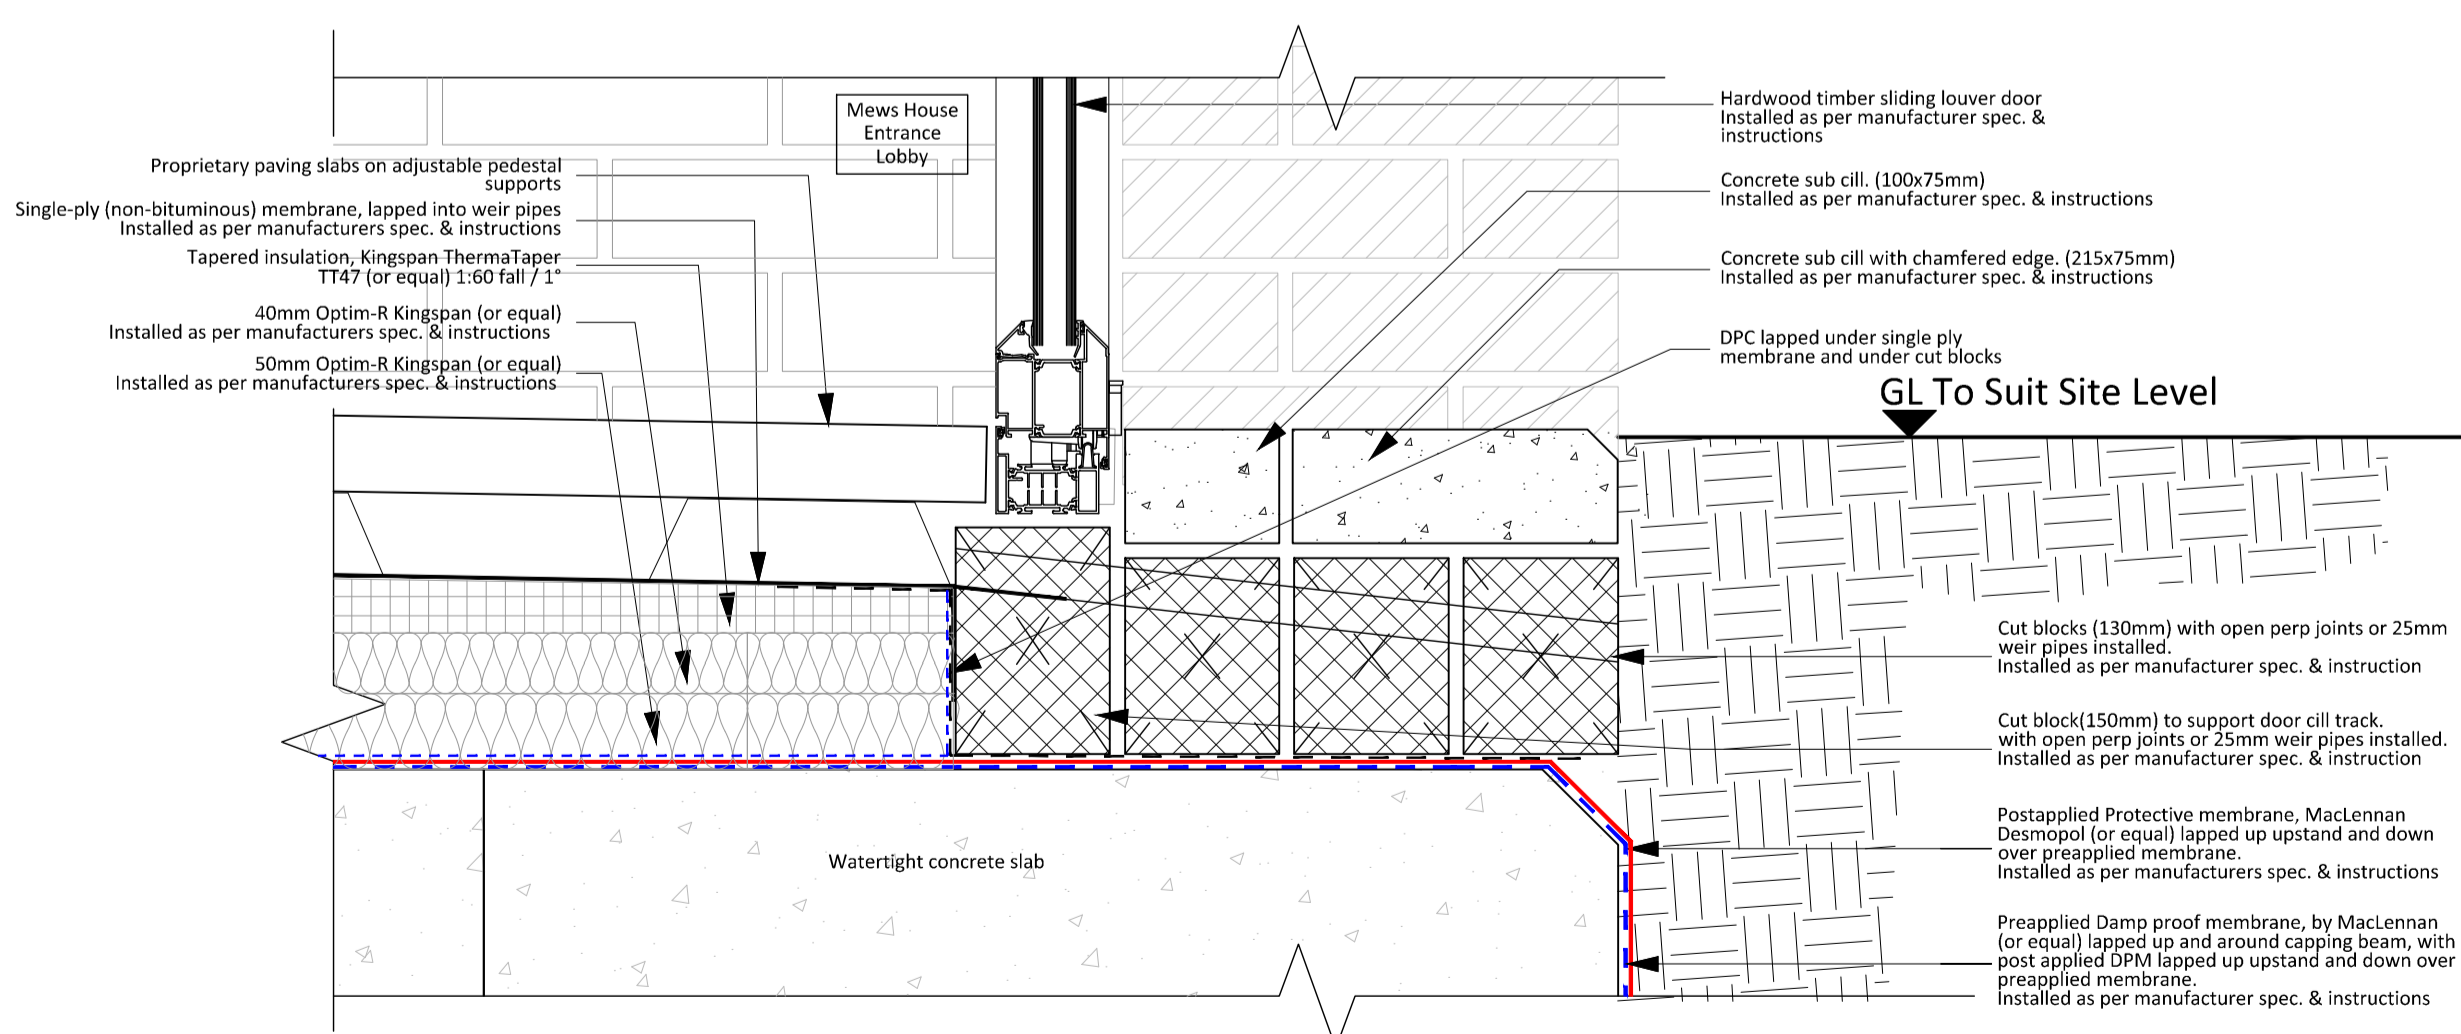 Mews House
Entrance
Lobby
Proprietary paving slabs on adjustable pedestal
supports
Single-ply (non-bituminous) membrane, lapped into weir pipes
Installed as per manufacturers spec. & instructions
Tapered insulation, Kingspan ThermaTaper
TT47 (or equal) 1:60 fall / 1°
40mm Optim-R Kingspan (or equal)
Installed as per manufacturers spec. & instructions
50mm Optim-R Kingspan (or equal)
Installed as per manufacturers spec. & instructions
Hardwood timber sliding louver door
Installed as per manufacturer spec. &
instructions
Concrete sub cill. (100x75mm)
Installed as per manufacturer spec. & instructions
Concrete sub cill with chamfered edge. (215x75mm)
Installed as per manufacturer spec. & instructions
DPC lapped under single ply
membrane and under cut blocks
GL To Suit Site Level
Cut blocks (130mm) with open perp joints or 25mm
weir pipes installed.
Installed as per manufacturer spec. & instruction
Cut block(150mm) to support door cill track.
with open perp joints or 25mm weir pipes installed.
Installed as per manufacturer spec. & instruction
Postapplied Protective membrane, MacLennan
Desmopol (or equal) lapped up upstand and down
over preapplied membrane.
Installed as per manufacturers spec. & instructions
Preapplied Damp proof membrane, by MacLennan
(or equal) lapped up and around capping beam, with
post applied DPM lapped up upstand and down over
preapplied membrane.
Installed as per manufacturer spec. & instructions
Watertight concrete slab